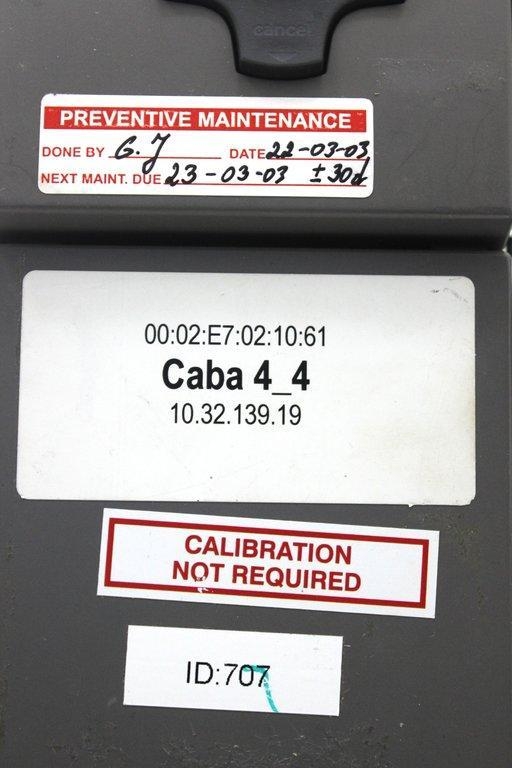 cancel
PREVENTIVE MAINTENANCE
DONE BY G. J DATE 22-03-03
NEXT MAINT. DUE 23-03-03 ±30d
00:02:E7:02:10:61
Caba 4_4
10.32.139.19
CALIBRATION
NOT REQUIRED
ID:707